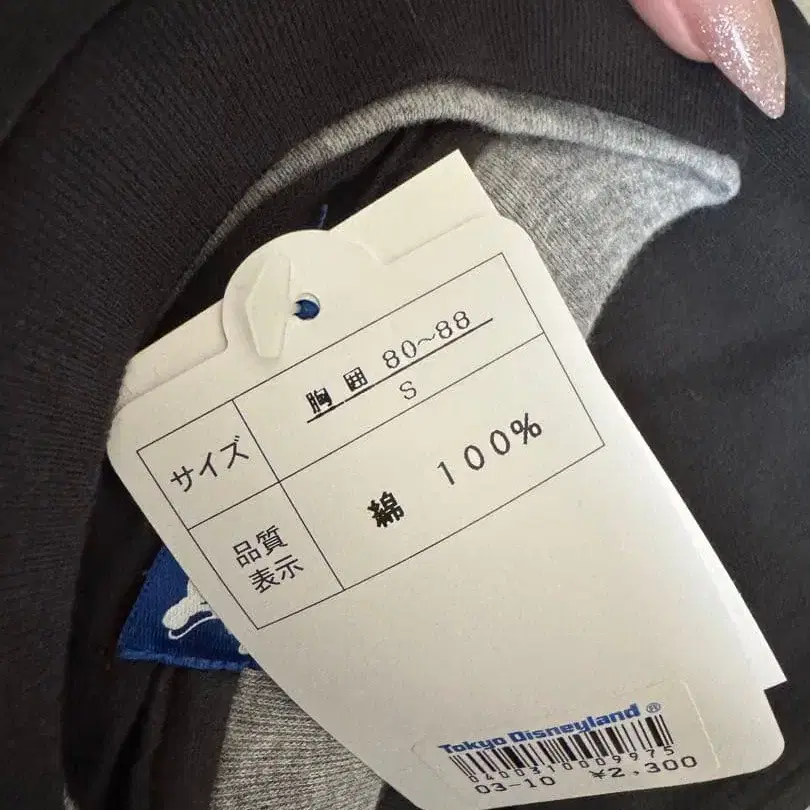 サイズ
胸囲 80~88
S
品質
表示
綿 100%
Tokyo Disneyland®
0400310009975
03-10 ¥2,300